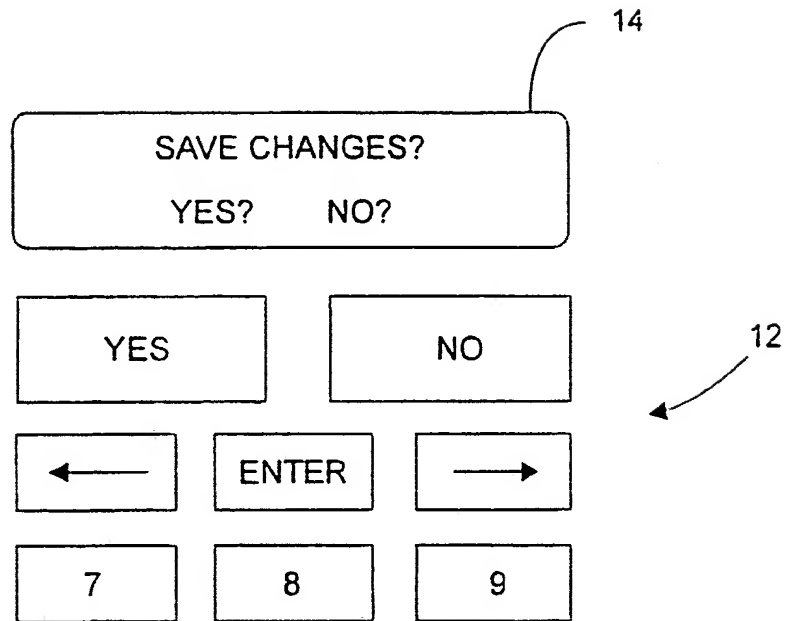 14
SAVE CHANGES?
YES? NO?
YES NO
12
ENTER
7 8 9